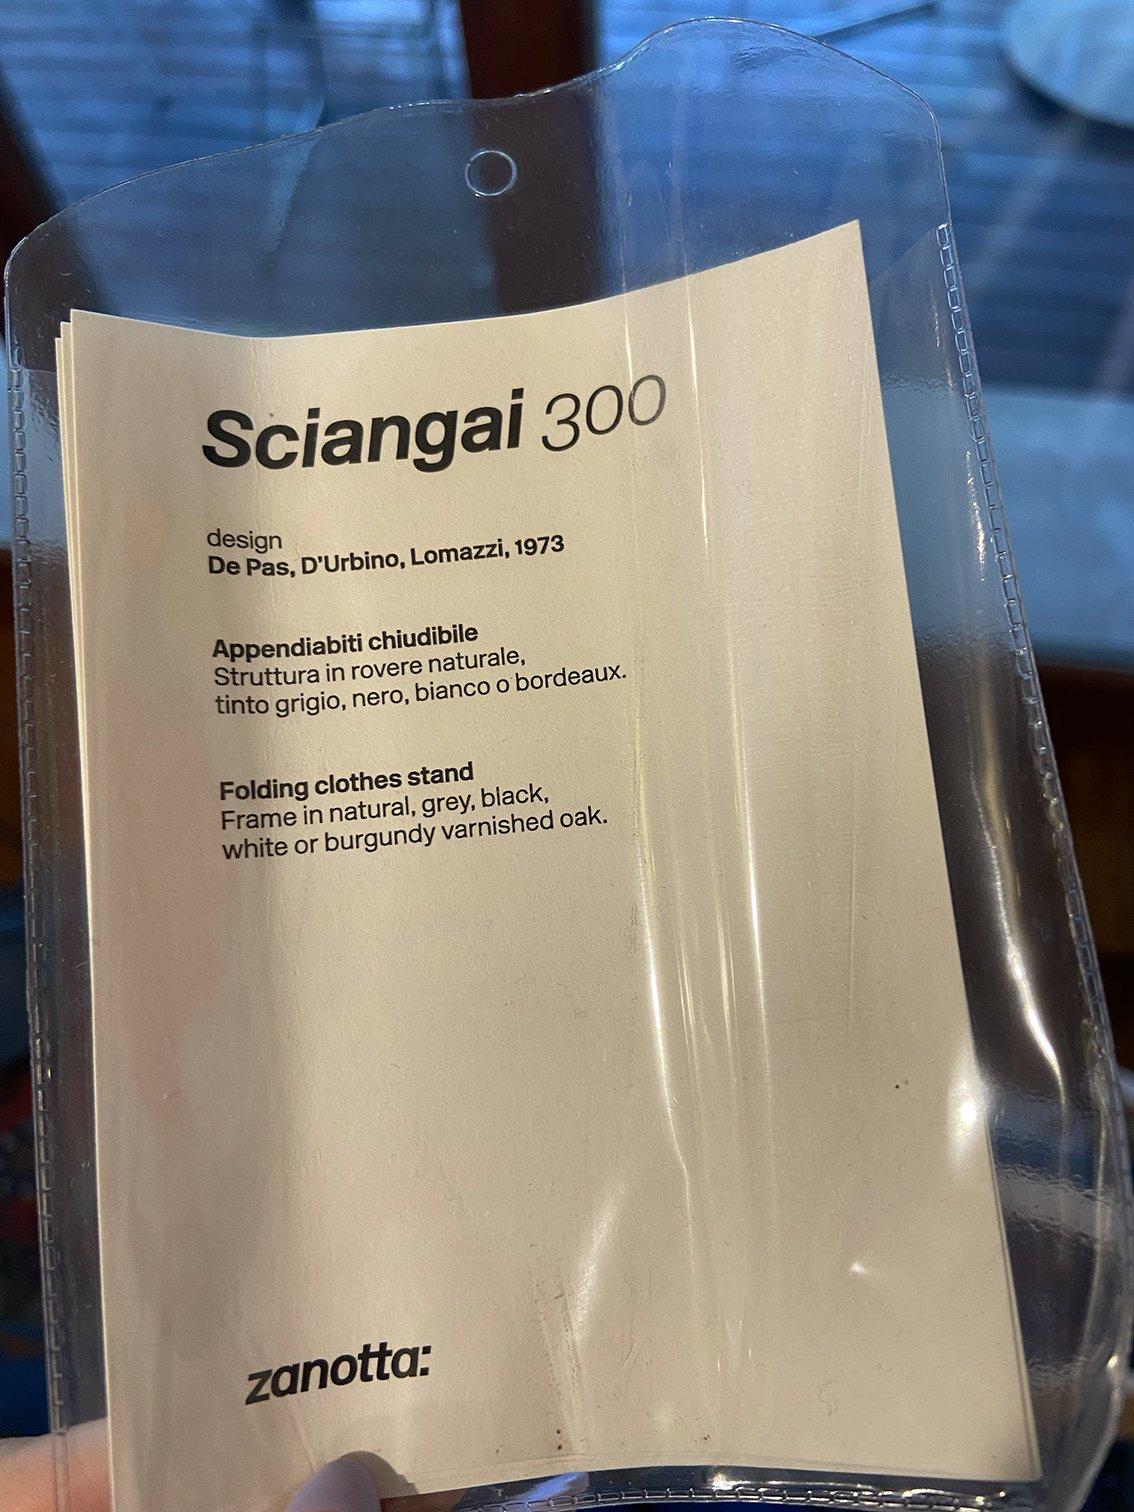 Sciangai 300
design
De Pas, D'Urbino, Lomazzi, 1973
Appendiabiti chiudibile
Struttura in rovere naturale,
tinto grigio, nero, bianco o bordeaux.
Folding clothes stand
Frame in natural, grey, black,
white or burgundy varnished oak.
zanotta: